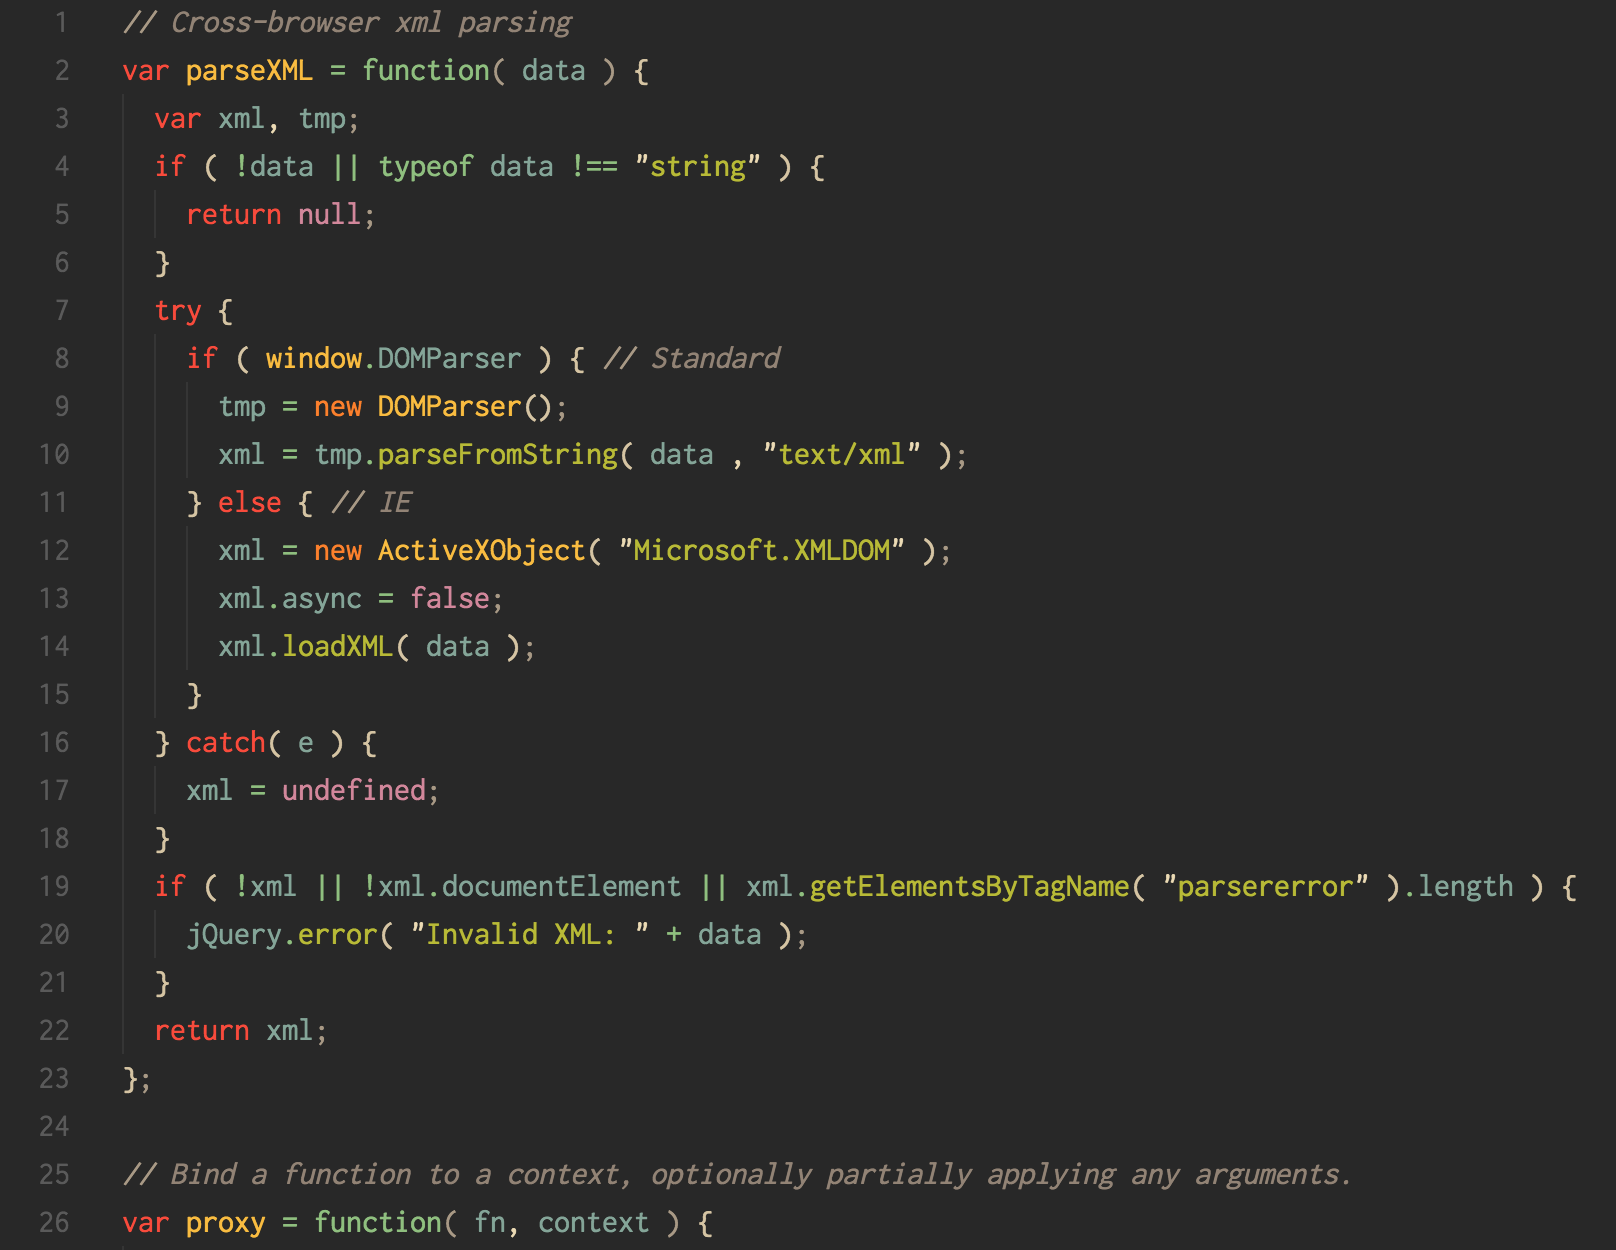 1 // Cross-browser xml parsing
2 var parseXML = function( data ) {
3   var xml, tmp;
4   if ( !data || typeof data !== "string" ) {
5     return null;
6   }
7   try {
8     if ( window.DOMParser ) { // Standard
9       tmp = new DOMParser();
10       xml = tmp.parseFromString( data , "text/xml" );
11     } else { // IE
12       xml = new ActiveXObject( "Microsoft.XMLDOM" );
13       xml.async = false;
14       xml.loadXML( data );
15     }
16   } catch( e ) {
17     xml = undefined;
18   }
19   if ( !xml || !xml.documentElement || xml.getElementsByTagName( "parsererror" ).length ) {
20     jQuery.error( "Invalid XML: " + data );
21   }
22   return xml;
23 };
24
25 // Bind a function to a context, optionally partially applying any arguments.
26 var proxy = function( fn, context ) {